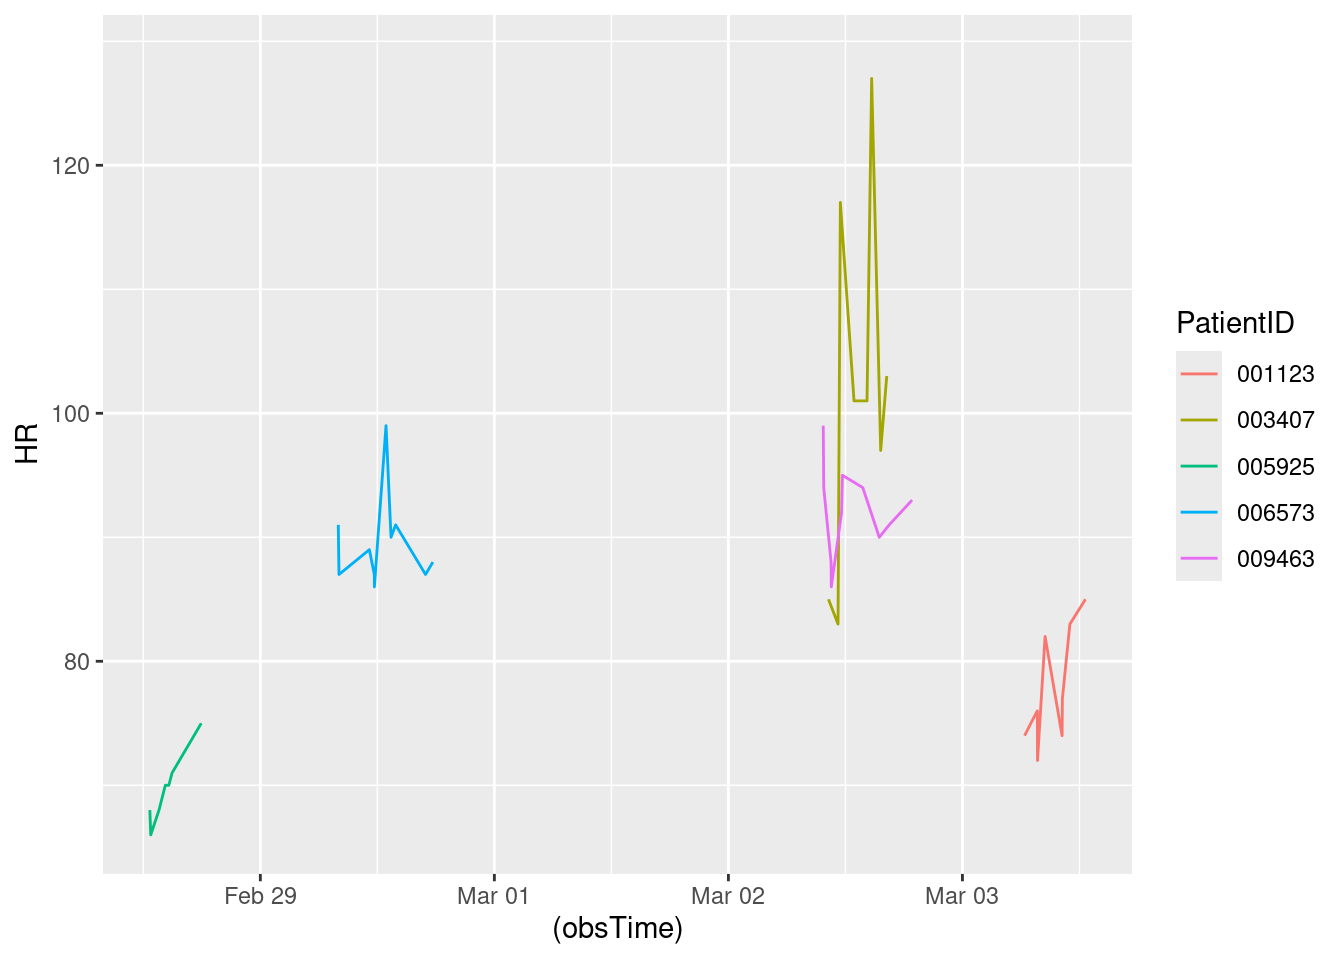 120
100
80
HR
Feb 29
Mar 01
Mar 02
Mar 03
(obsTime)
PatientID
001123
003407
005925
006573
009463